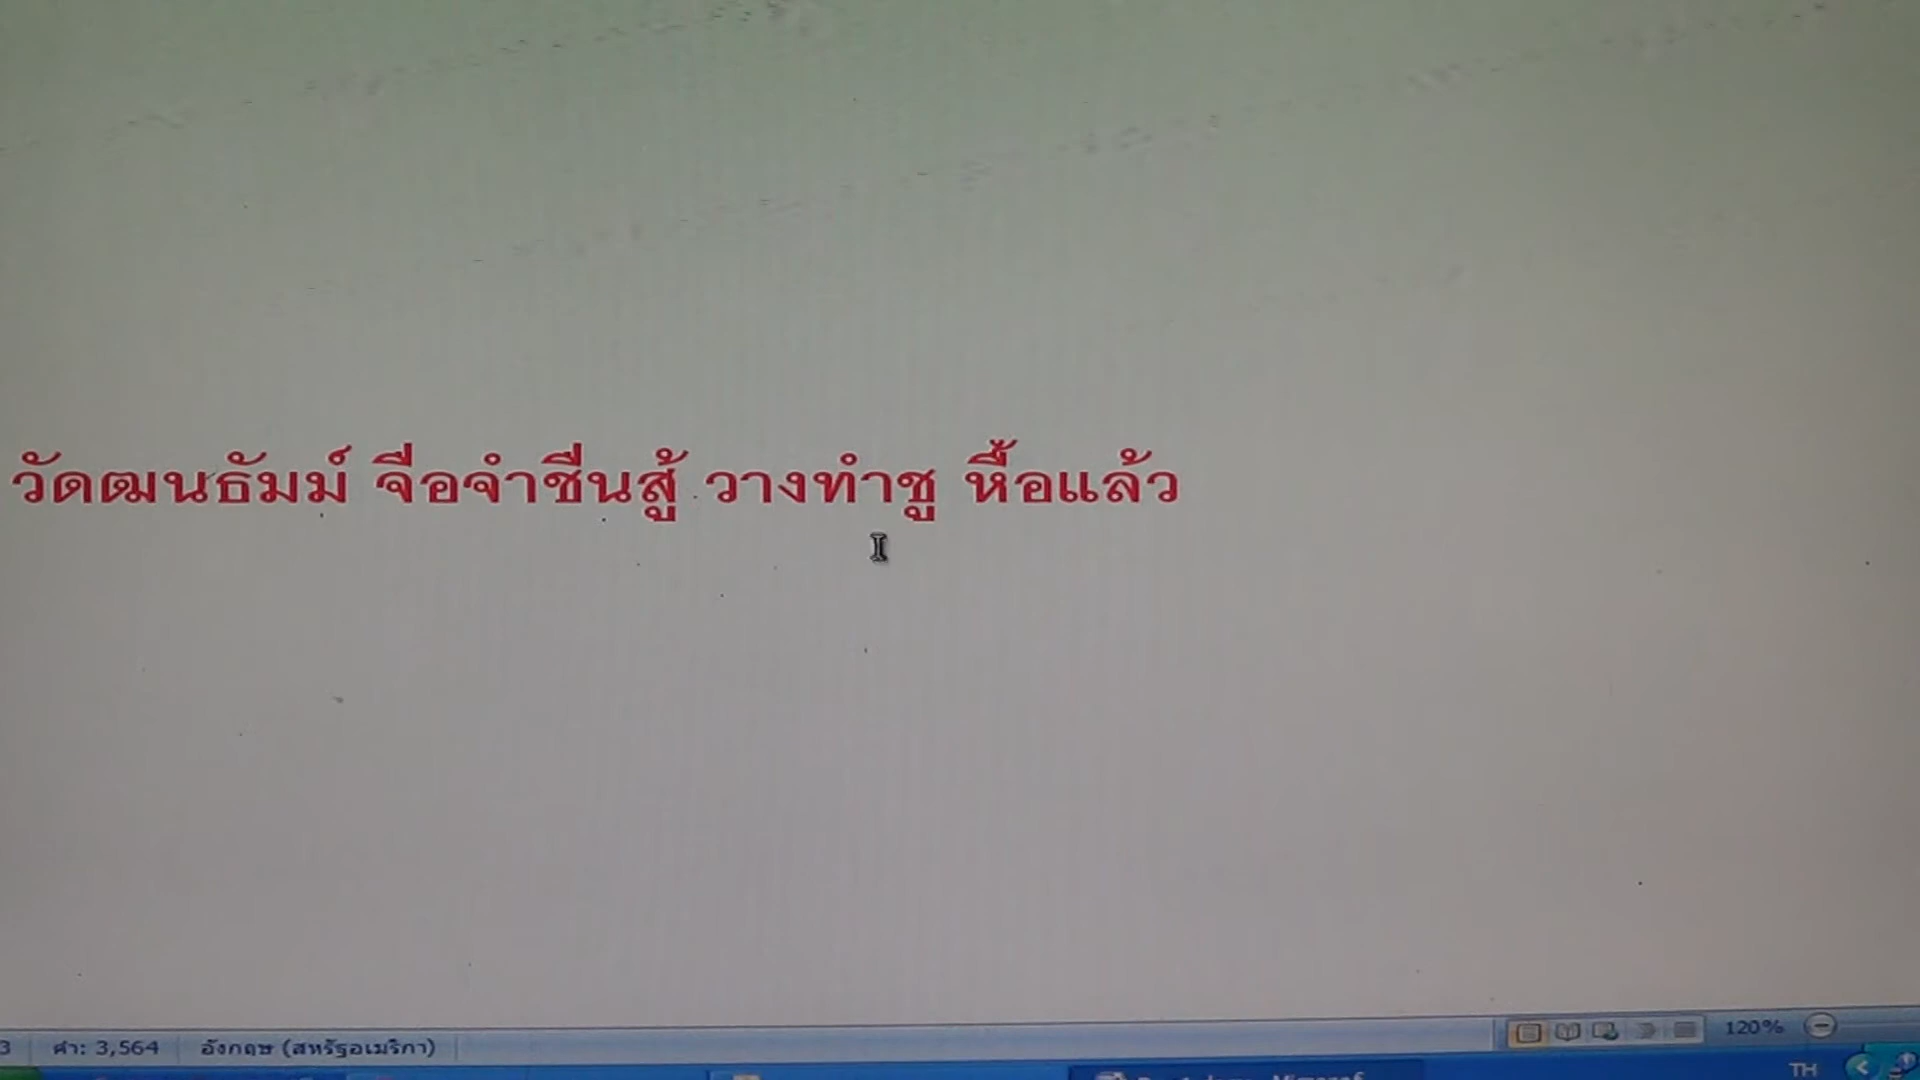 วัดฒนธัมม์ จือจำชืนสู้ วางทำชู หื้อแล้ว
3 คำ: 3,564 อังกฤษ (สหรัฐอเมริกา) 120%
TH